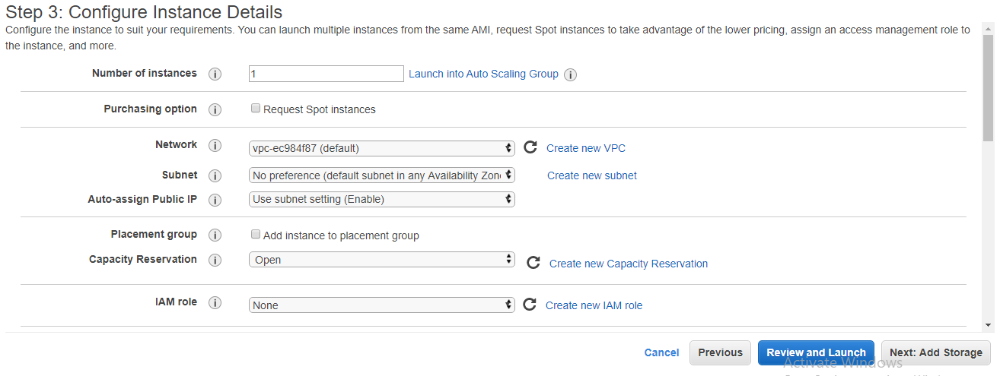 Step 3: Configure Instance Details
Configure the instance to suit your requirements. You can launch multiple instances from the same AMI, request Spot instances to take advantage of the lower pricing, assign an access management role to
the instance, and more.
Number of instances i 1 Launch into Auto Scaling Group i
Purchasing option i Request Spot instances
Network i vpc-ec984f87 (default) Create new VPC
Subnet i No preference (default subnet in any Availability Zon Create new subnet
Auto-assign Public IP i Use subnet setting (Enable)
Placement group i Add instance to placement group
Capacity Reservation i Open Create new Capacity Reservation
IAM role i None Create new IAM role
Cancel Previous Review and Launch Next: Add Storage
Activate Windows